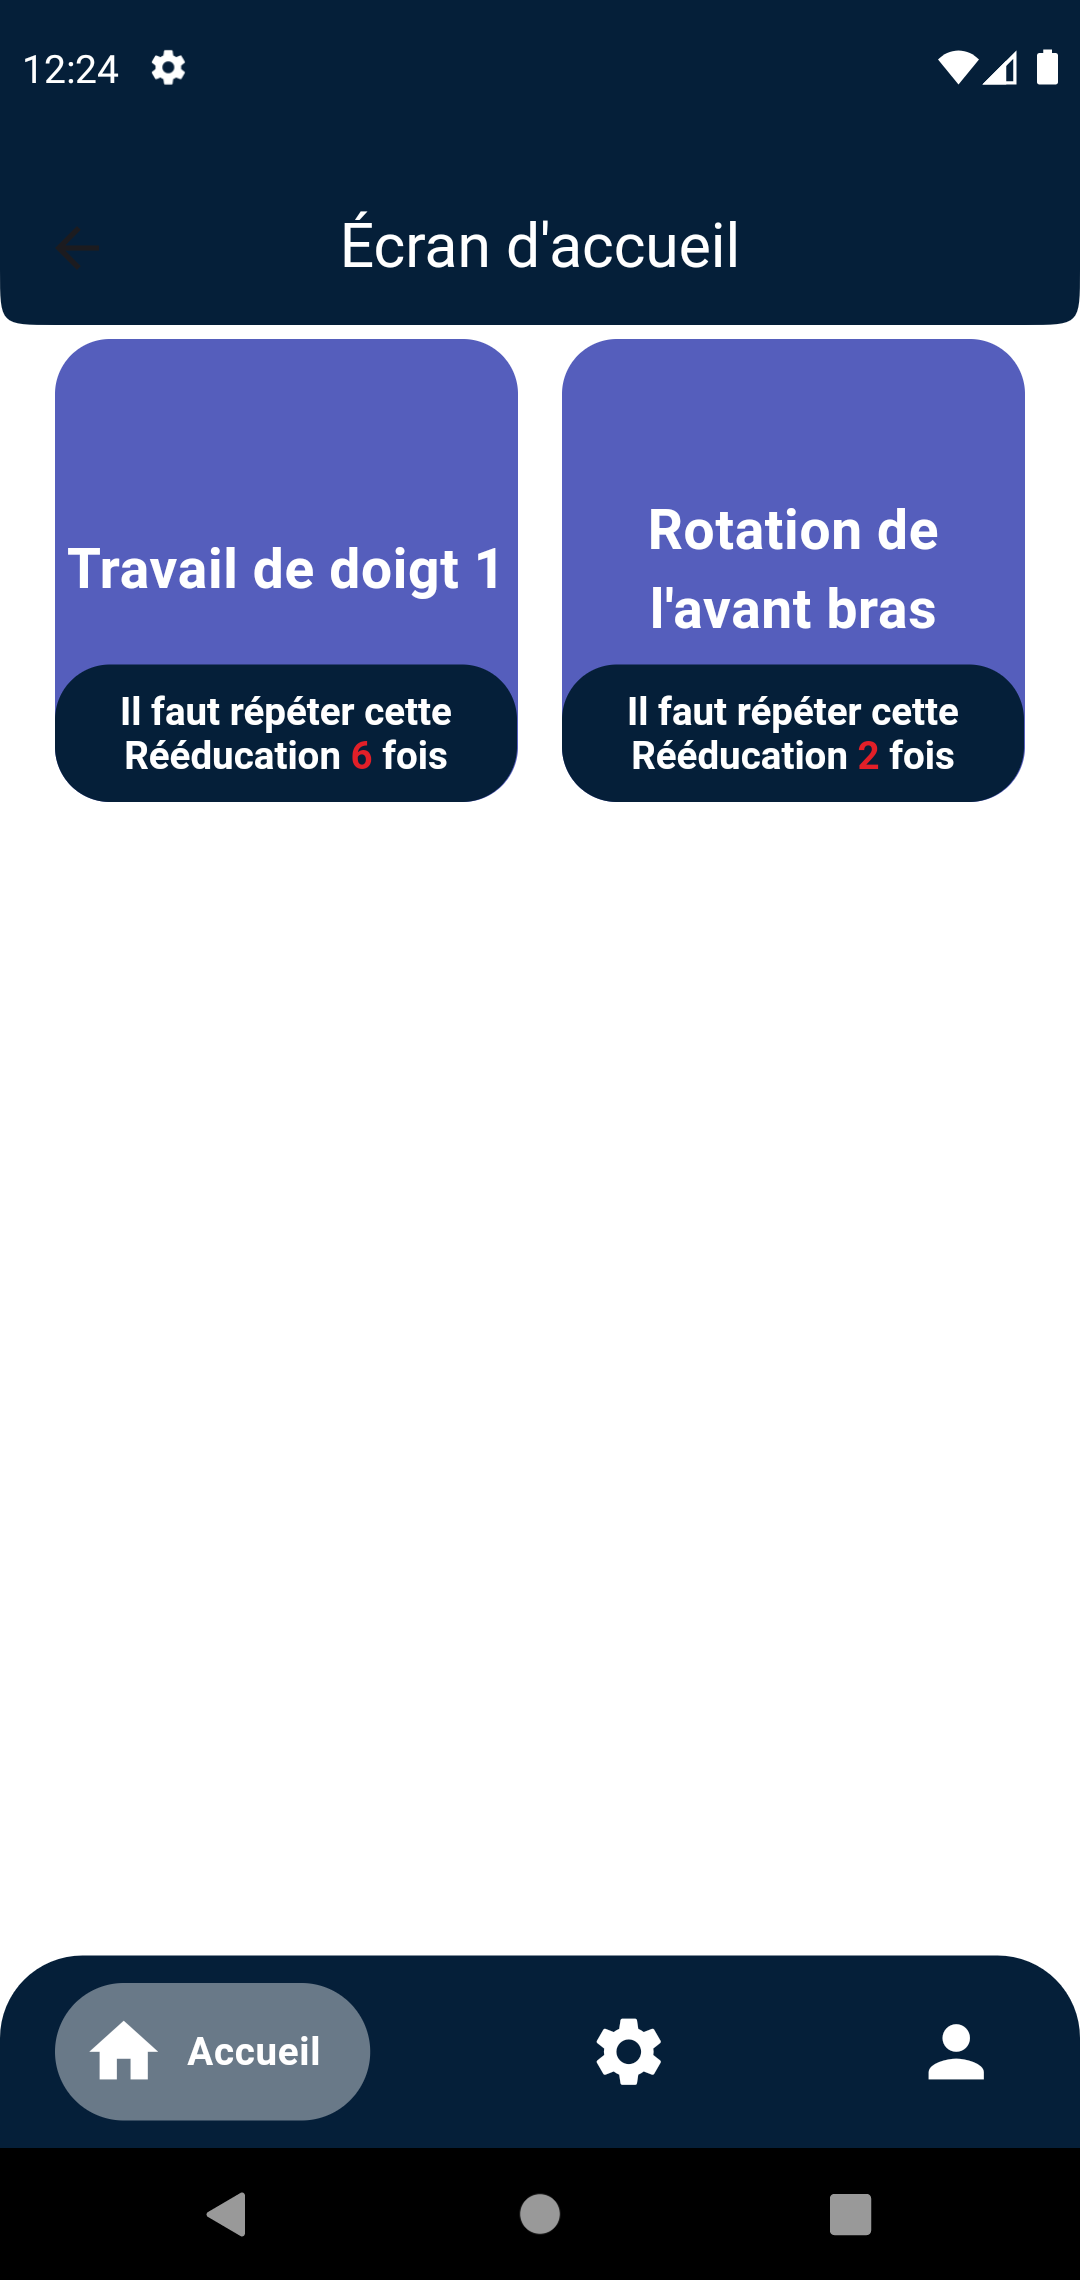 12:24
Écran d'accueil
Travail de doigt 1
Il faut répéter cette
Rééducation 6 fois
Rotation de
l'avant bras
Il faut répéter cette
Rééducation 2 fois
Accueil